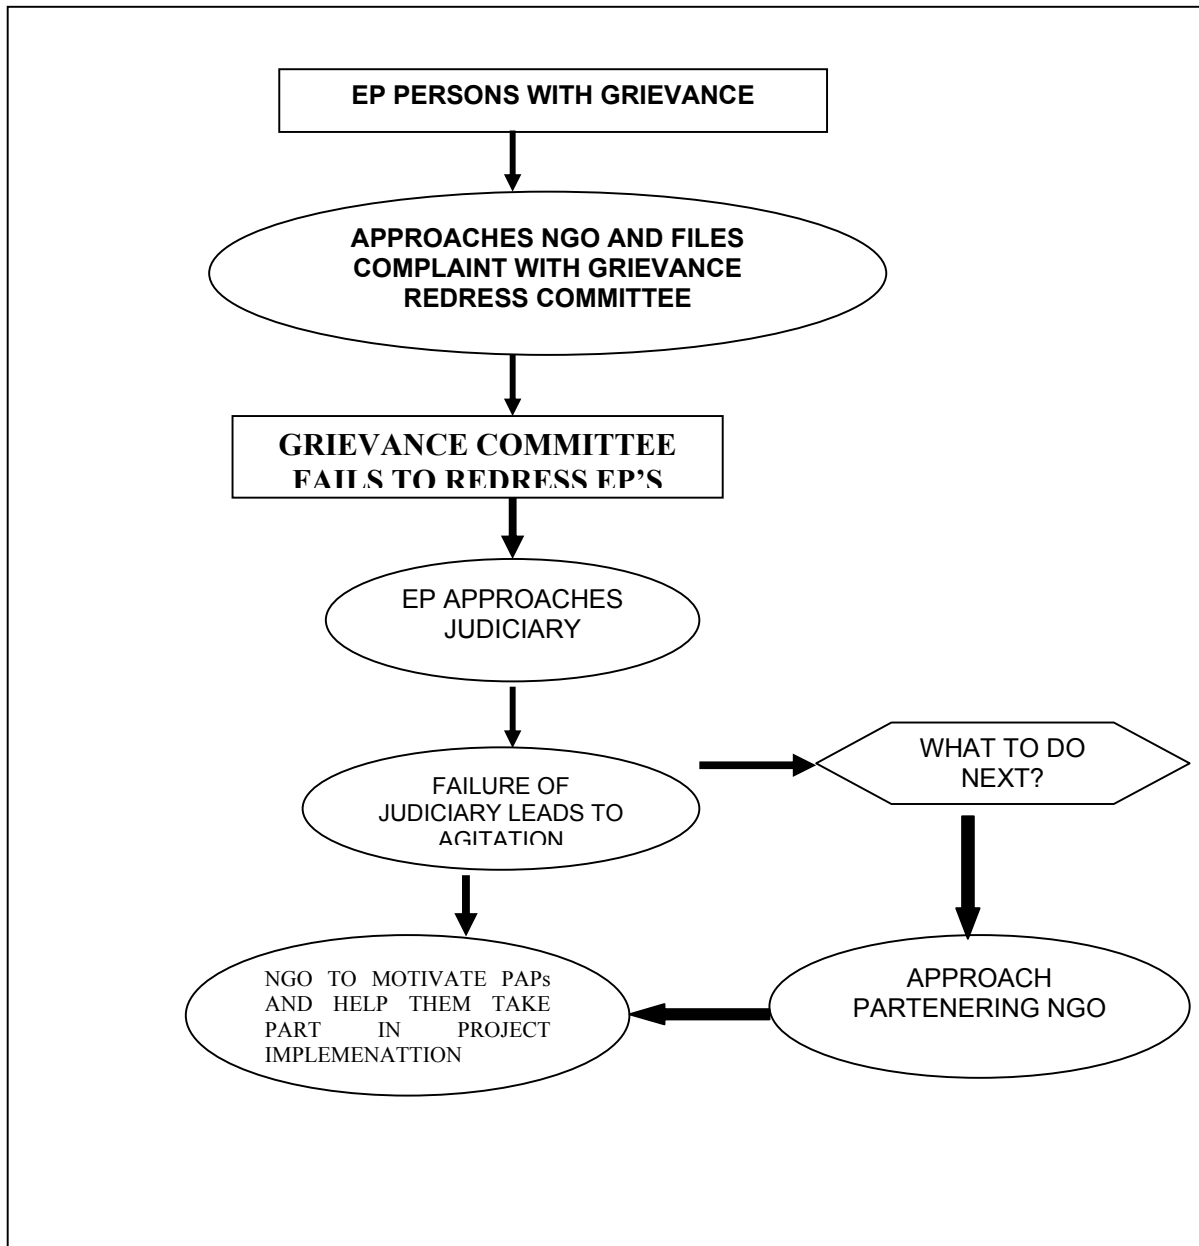 EP PERSONS WITH GRIEVANCE
APPROACHES NGO AND FILES
COMPLAINT WITH GRIEVANCE
REDRESS COMMITTEE
GRIEVANCE COMMITTEE
FAILS TO REDRESS EP’S
EP APPROACHES
JUDICIARY
FAILURE OF
JUDICIARY LEADS TO
AGITATION
WHAT TO DO
NEXT?
APPROACH
PARTENERING NGO
NGO TO MOTIVATE PAPs
AND HELP THEM TAKE
PART IN PROJECT
IMPLEMENATTION